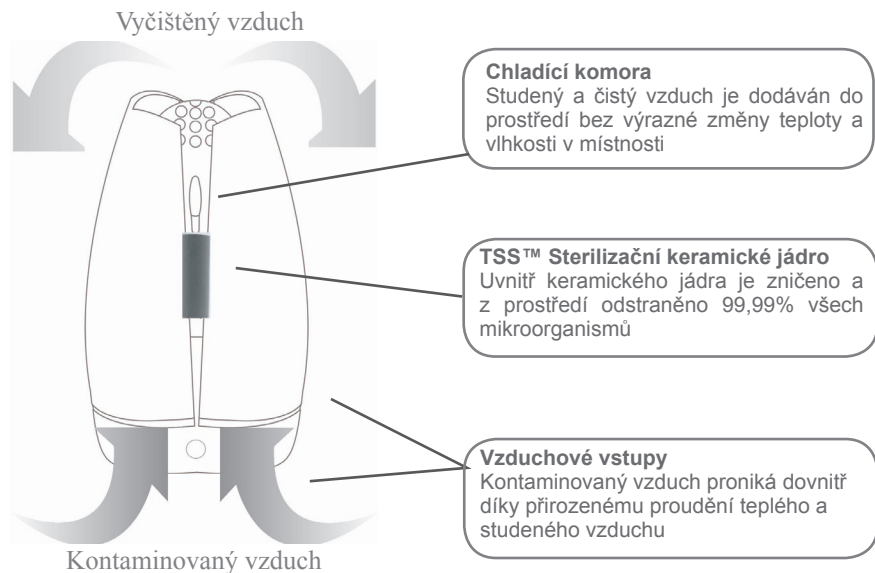 Vyčištěný vzduch
Chladící komora
Studený a čistý vzduch je dodáván do
prostředí bez výrazné změny teploty a
vlhkosti v místnosti
TSS™ Sterilizační keramické jádro
Uvnitř keramického jádra je zničeno a
z prostředí odstraněno 99,99% všech
mikroorganismů
Vzduchové vstupy
Kontaminovaný vzduch proniká dovnitř
díky přirozenému proudění teplého a
studeného vzduchu
Kontaminovaný vzduch